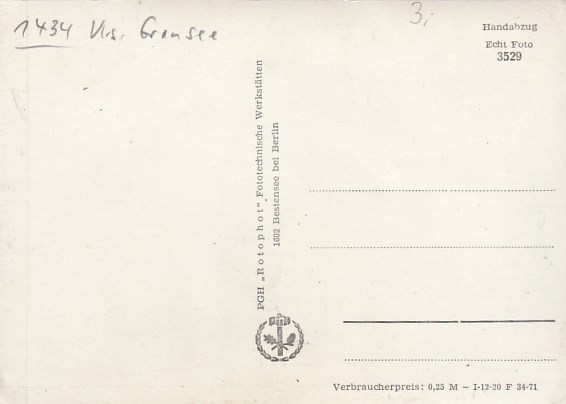 1434 Krs. Gransee
3,-
Handabzug
Echt Foto
3529
PGH „Rotophot“ Fototechnische Werkstätten
1602 Bestensee bei Berlin
Verbraucherpreis: 0,25 M – I-12-20 F 34-71